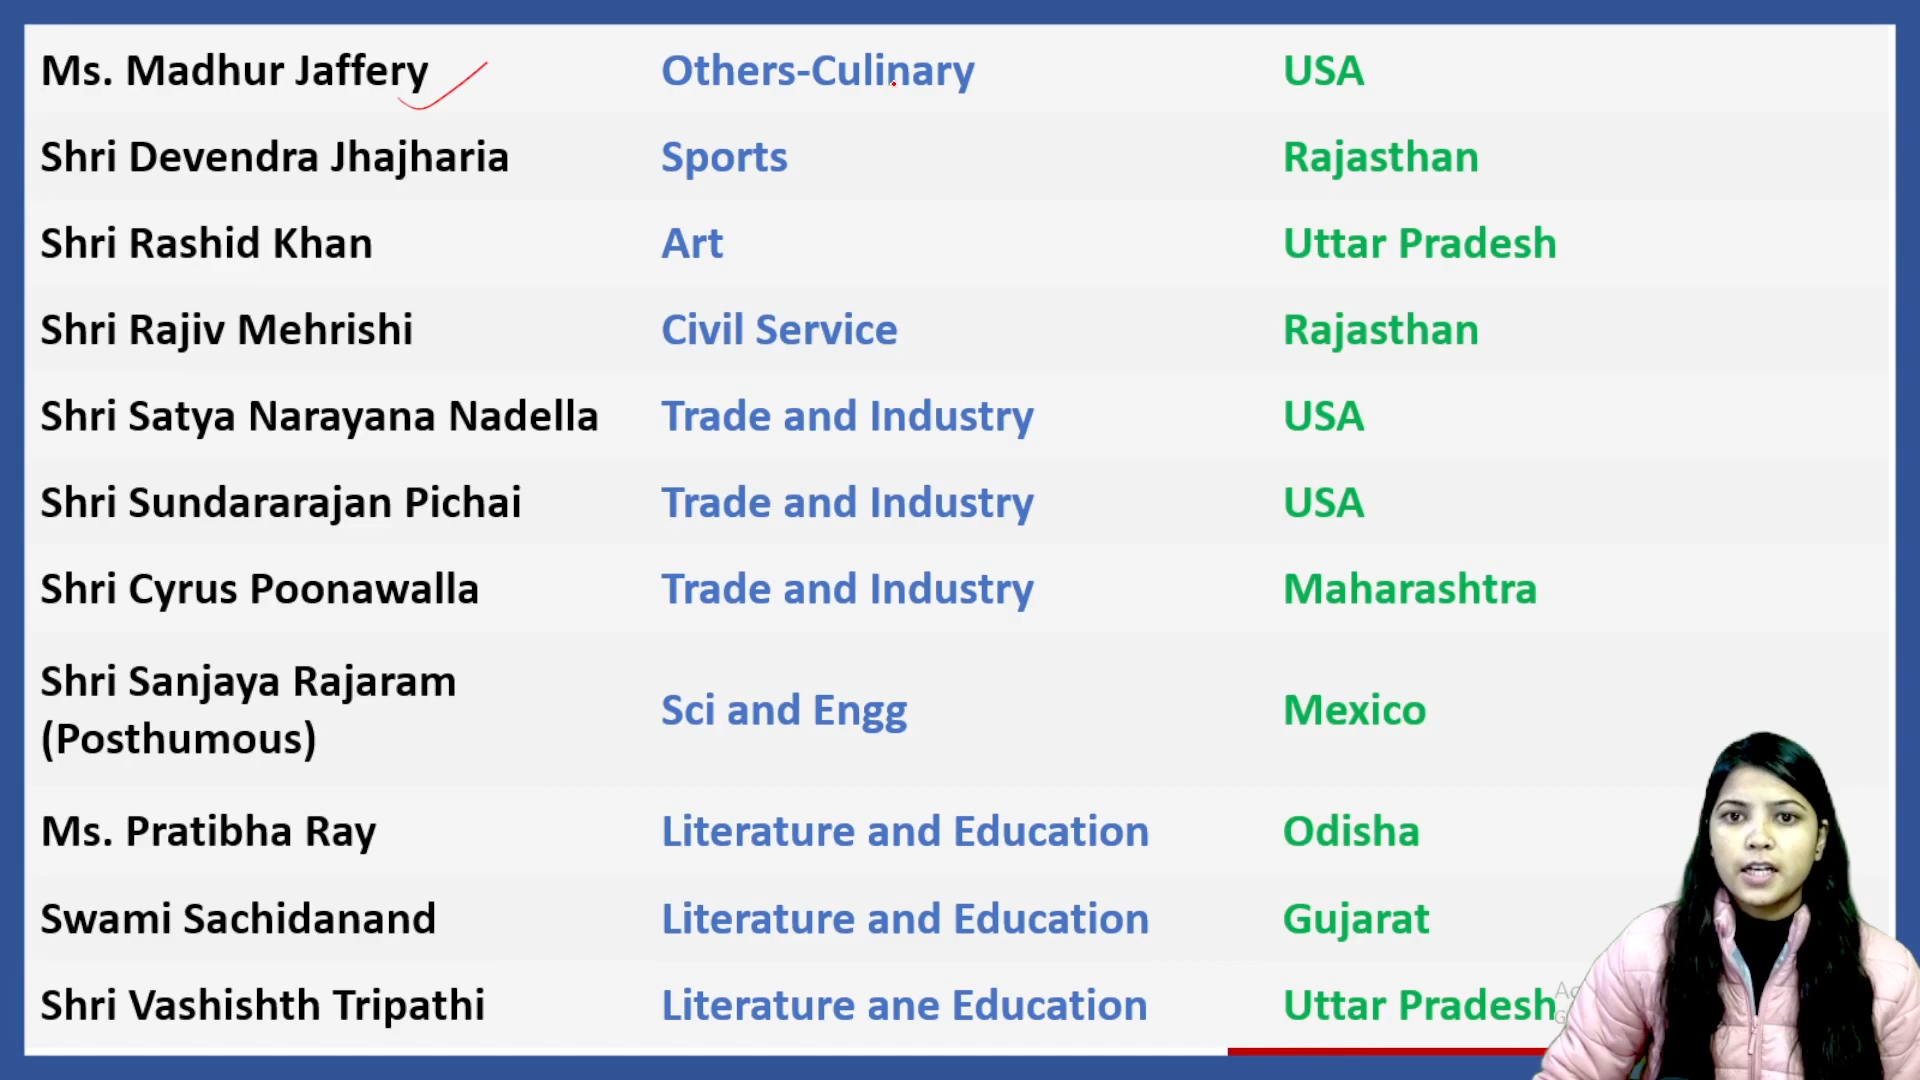 Ms. Madhur Jaffery Others-Culinary USA
Shri Devendra Jhajharia Sports Rajasthan
Shri Rashid Khan Art Uttar Pradesh
Shri Rajiv Mehrishi Civil Service Rajasthan
Shri Satya Narayana Nadella Trade and Industry USA
Shri Sundararajan Pichai Trade and Industry USA
Shri Cyrus Poonawalla Trade and Industry Maharashtra
Shri Sanjaya Rajaram
(Posthumous) Sci and Engg Mexico
Ms. Pratibha Ray Literature and Education Odisha
Swami Sachidanand Literature and Education Gujarat
Shri Vashishth Tripathi Literature ane Education Uttar Pradesh